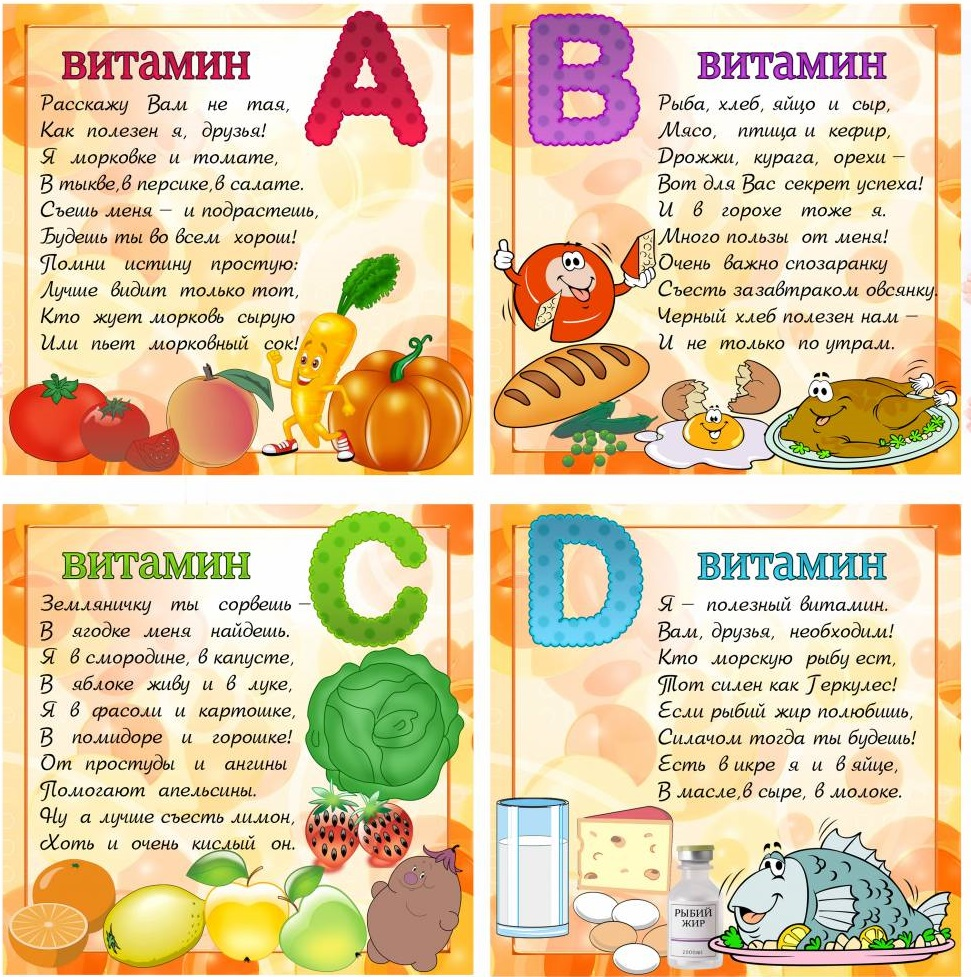 витамин A
Расскажу Вам не тая,
Как полезен я, друзья!
Я морковке и томате,
В тыкве,в персике,в салате.
Съешь меня – и подрастешь,
Будешь ты во всем хорош!
Помни истину простую:
Лучше видит только тот,
Кто жует морковь сырую
Или пьет морковный сок!
B витамин
Рыба, хлеб, яйцо и сыр,
Мясо, птица и кефир,
Дрожжи, курага, орехи –
Вот для Вас секрет успеха!
И в горохе тоже я.
Много пользы от меня!
Очень важно спозаранку
Съесть зазавтраком овсянку.
Черный хлеб полезен нам –
И не только по утрам.
витамин C
Земляничку ты сорвешь –
В ягодке меня найдешь.
Я в смородине, в капусте,
В яблоке живу и в луке,
Я в фасоли и картошке,
В помидоре и горошке!
От простуды и ангины
Помогают апельсины.
Ну а лучше съесть лимон,
Хоть и очень кислый он.
D витамин
Я – полезный витамин.
Вам, друзья, необходим!
Кто морскую рыбу ест,
Тот силен как Геркулес!
Если рыбий жир полюбишь,
Силачом тогда ты будешь!
Есть в икре я и в яйце,
В масле,в сыре, в молоке.
РЫБИЙ
ЖИР